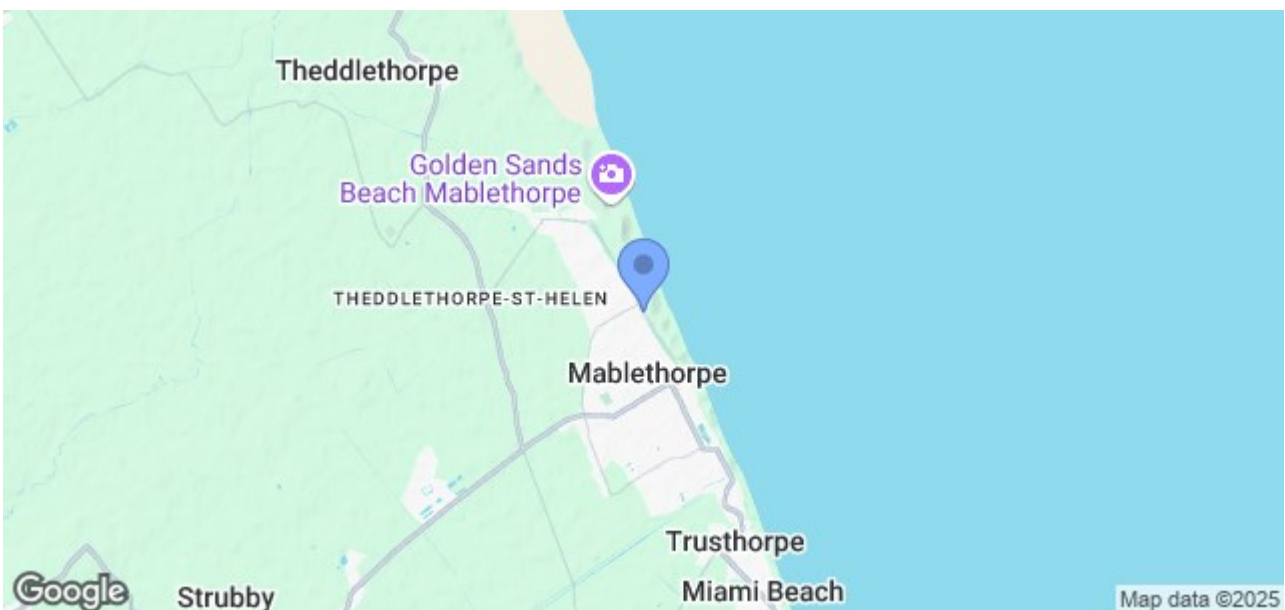 Theddlethorpe
Golden Sands
Beach Mablethorpe
THEDDLETHORPE-ST-HELEN
Mablethorpe
Trusthorpe
Miami Beach
Strubby
Google
Map data ©2025